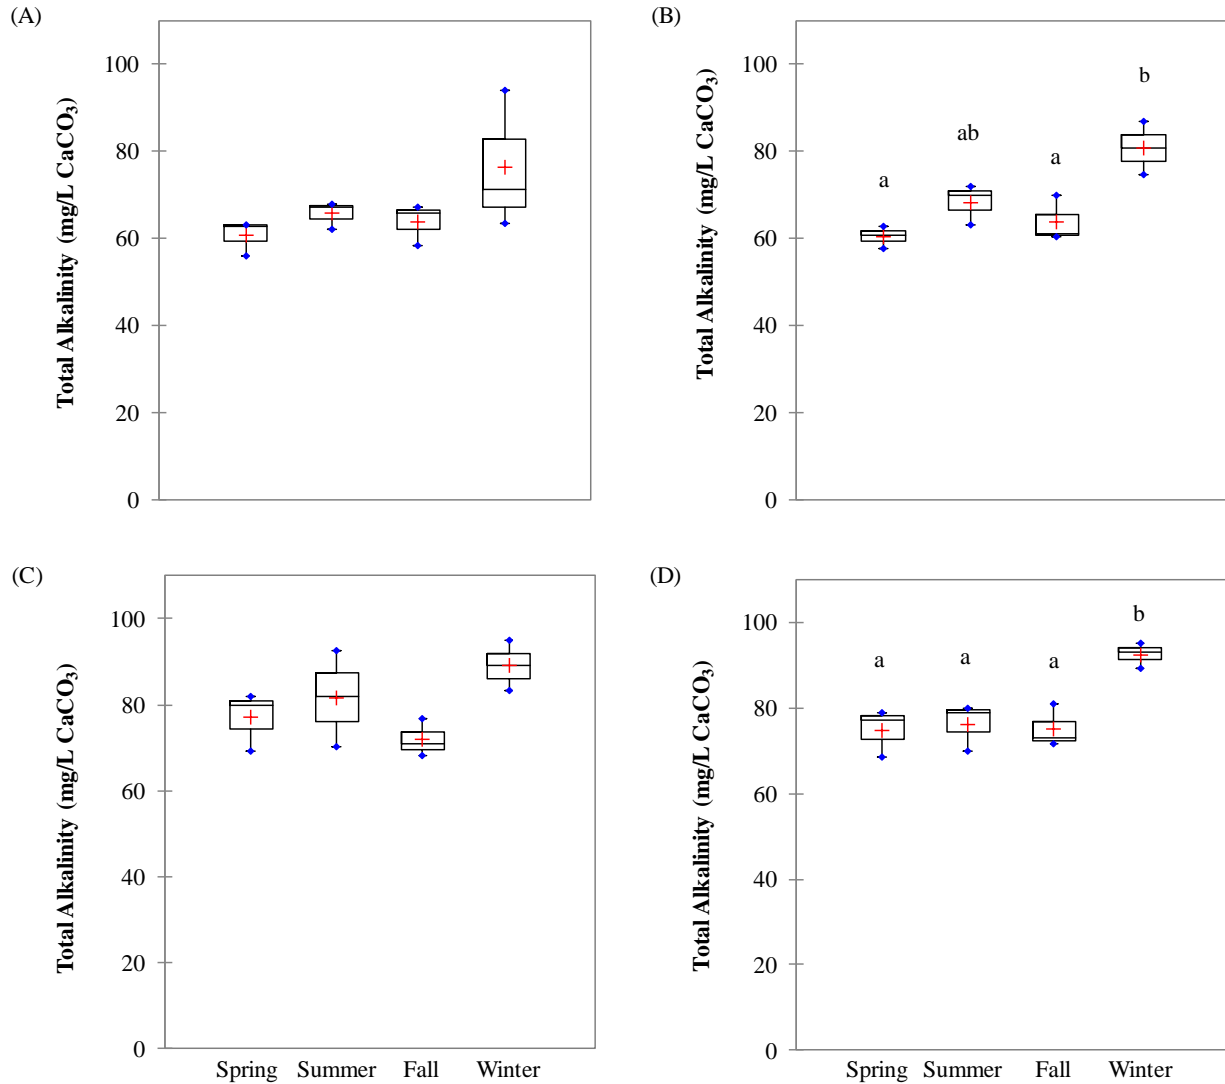 (A)
Total Alkalinity (mg/L CaCO₃)
100
80
60
40
20
0
(B)
Total Alkalinity (mg/L CaCO₃)
100
80
60
40
20
0
a
ab
a
b
(C)
Total Alkalinity (mg/L CaCO₃)
100
80
60
40
20
0
Spring Summer Fall Winter
(D)
Total Alkalinity (mg/L CaCO₃)
100
80
60
40
20
0
a
a
a
b
Spring Summer Fall Winter